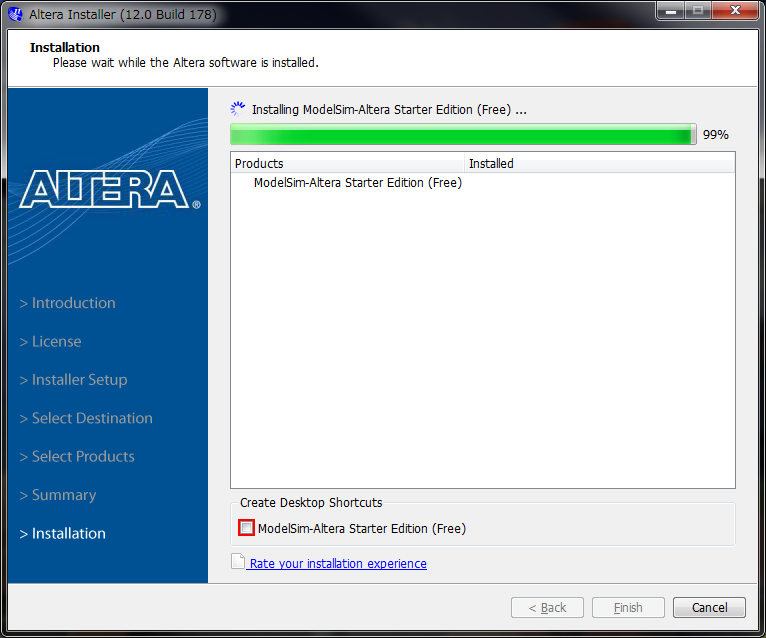 Altera Installer (12.0 Build 178)
Installation
Please wait while the Altera software is installed.
Installing ModelSim-Altera Starter Edition (Free) ...
99%
Products Installed
ModelSim-Altera Starter Edition (Free)
ALTERA®
> Introduction
> License
> Installer Setup
> Select Destination
> Select Products
> Summary
> Installation
Create Desktop Shortcuts
ModelSim-Altera Starter Edition (Free)
Rate your installation experience
< Back Finish Cancel